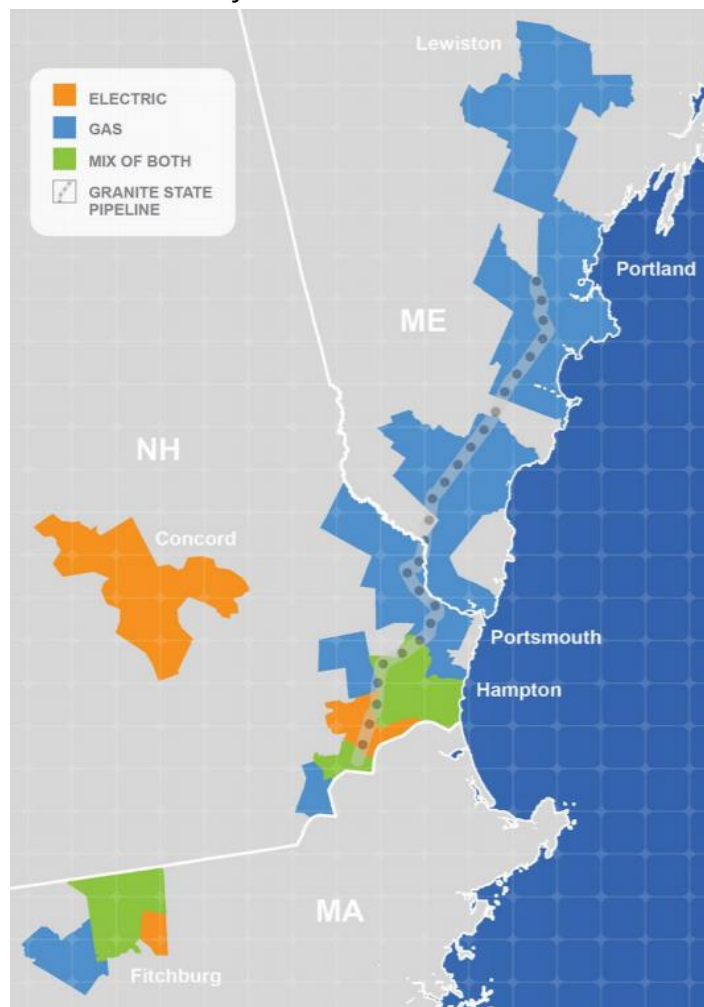 Lewiston
ELECTRIC
GAS
MIX OF BOTH
GRANITE STATE
PIPELINE
Portland
ME
NH
Concord
Portsmouth
Hampton
MA
Fitchburg